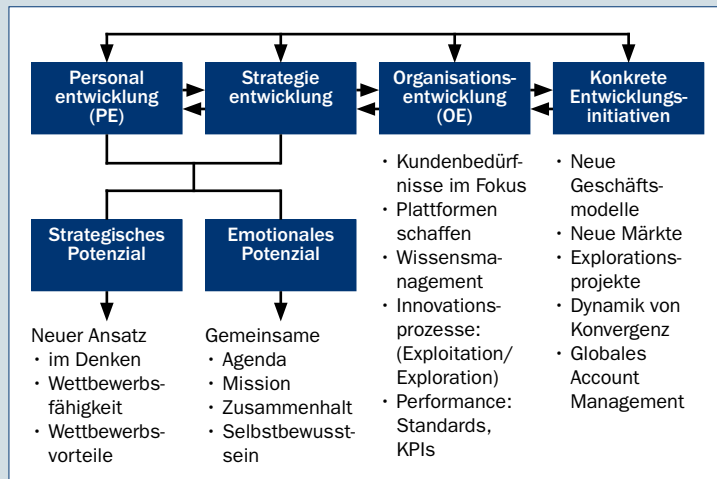 Personal
entwicklung
(PE)
Strategie
entwicklung
Organisations-
entwicklung
(OE)
Konkrete
Entwicklungs-
initiativen
Strategisches
Potenzial
Emotionales
Potenzial
Neuer Ansatz
· im Denken
· Wettbewerbs-
fähigkeit
· Wettbewerbs-
vorteile
Gemeinsame
· Agenda
· Mission
· Zusammenhalt
· Selbstbewusst-
sein
· Kundenbedürf-
nisse im Fokus
· Plattformen
schaffen
· Wissensma-
nagement
· Innovations-
prozesse:
(Exploitation/
Exploration)
· Performance:
Standards,
KPIs
· Neue
Geschäfts-
modelle
· Neue Märkte
· Explorations-
projekte
· Dynamik von
Konvergenz
· Globales
Account
Management